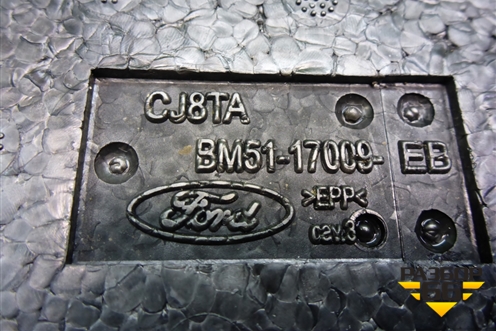 CJ8TA
BM51-17009-EB
Ford
>EPP<
cav.3